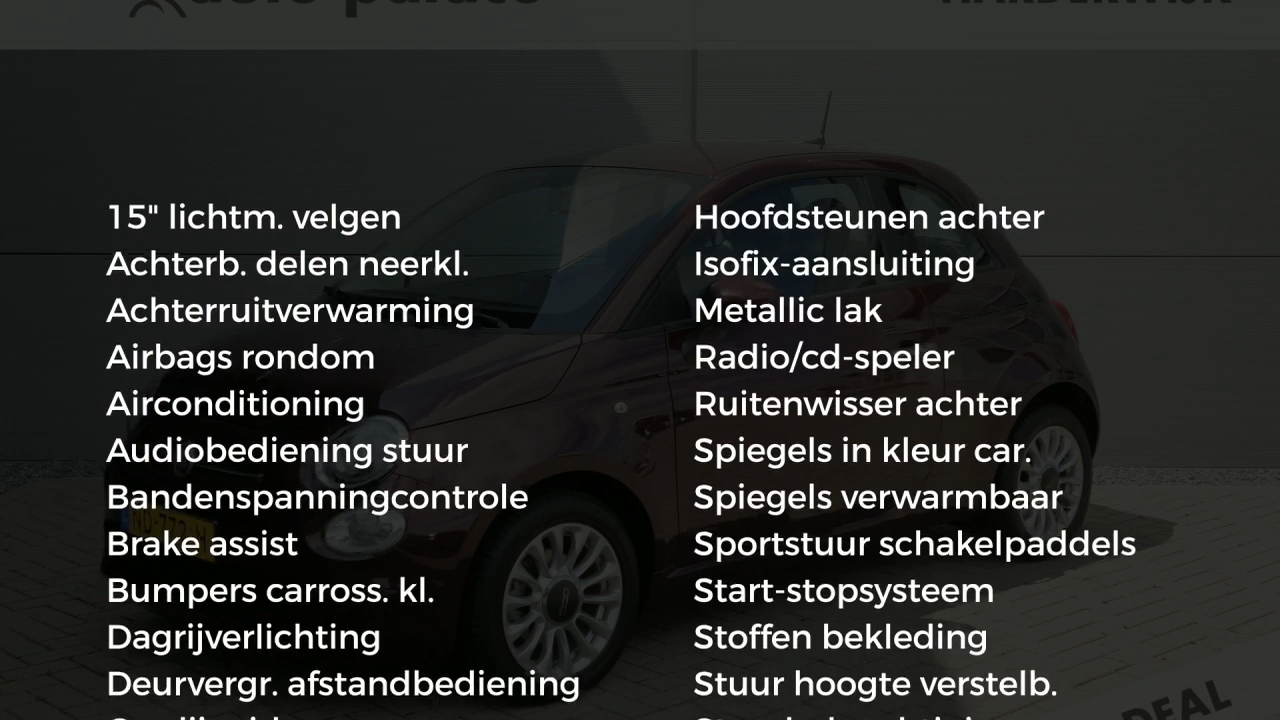 15" lichtm. velgen
Achterb. delen neerkl.
Achterruitverwarming
Airbags rondom
Airconditioning
Audiobediening stuur
Bandenspanningcontrole
Brake assist
Bumpers carross. kl.
Dagrijverlichting
Deurvergr. afstandbediening
Hoofdsteunen achter
Isofix-aansluiting
Metallic lak
Radio/cd-speler
Ruitenwisser achter
Spiegels in kleur car.
Spiegels verwarmbaar
Sportstuur schakelpaddels
Start-stopsysteem
Stoffen bekleding
Stuur hoogte verstelb.
DEAL